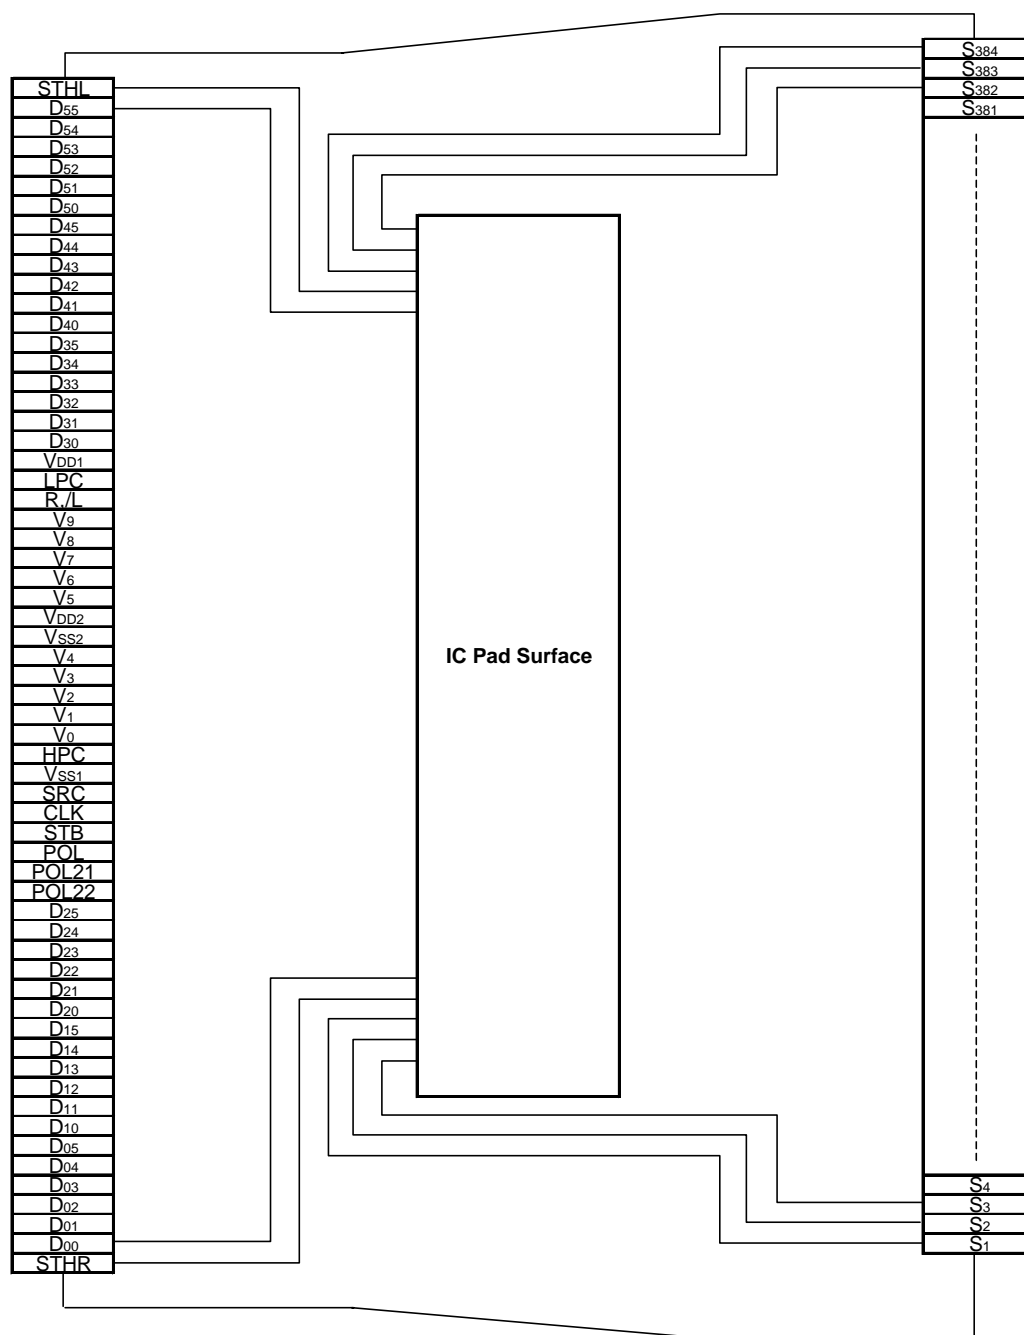 STHL
D55
D54
D53
D52
D51
D50
D45
D44
D43
D42
D41
D40
D35
D34
D33
D32
D31
D30
VDD1
LPC
R,/L
V9
V8
V7
V6
V5
VDD2
VSS2
V4
V3
V2
V1
V0
HPC
VSS1
SRC
CLK
STB
POL
POL21
POL22
D25
D24
D23
D22
D21
D20
D15
D14
D13
D12
D11
D10
D05
D04
D03
D02
D01
D00
STHR
IC Pad Surface
S384
S383
S382
S381
S4
S3
S2
S1